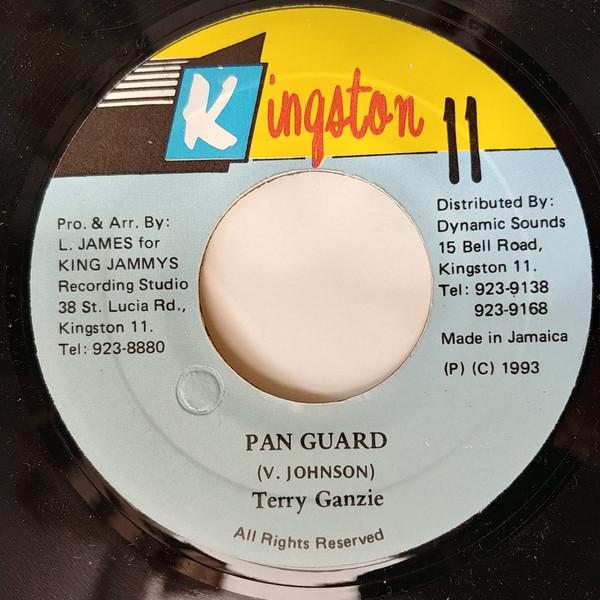 Kingston 11
Pro. & Arr. By:
L. JAMES for
KING JAMMYS
Recording Studio
38 St. Lucia Rd.,
Kingston 11.
Tel: 923-8880
Distributed By:
Dynamic Sounds
15 Bell Road,
Kingston 11.
Tel: 923-9138
923-9168
Made in Jamaica
(P) (C) 1993
PAN GUARD
(V. JOHNSON)
Terry Ganzie
All Rights Reserved